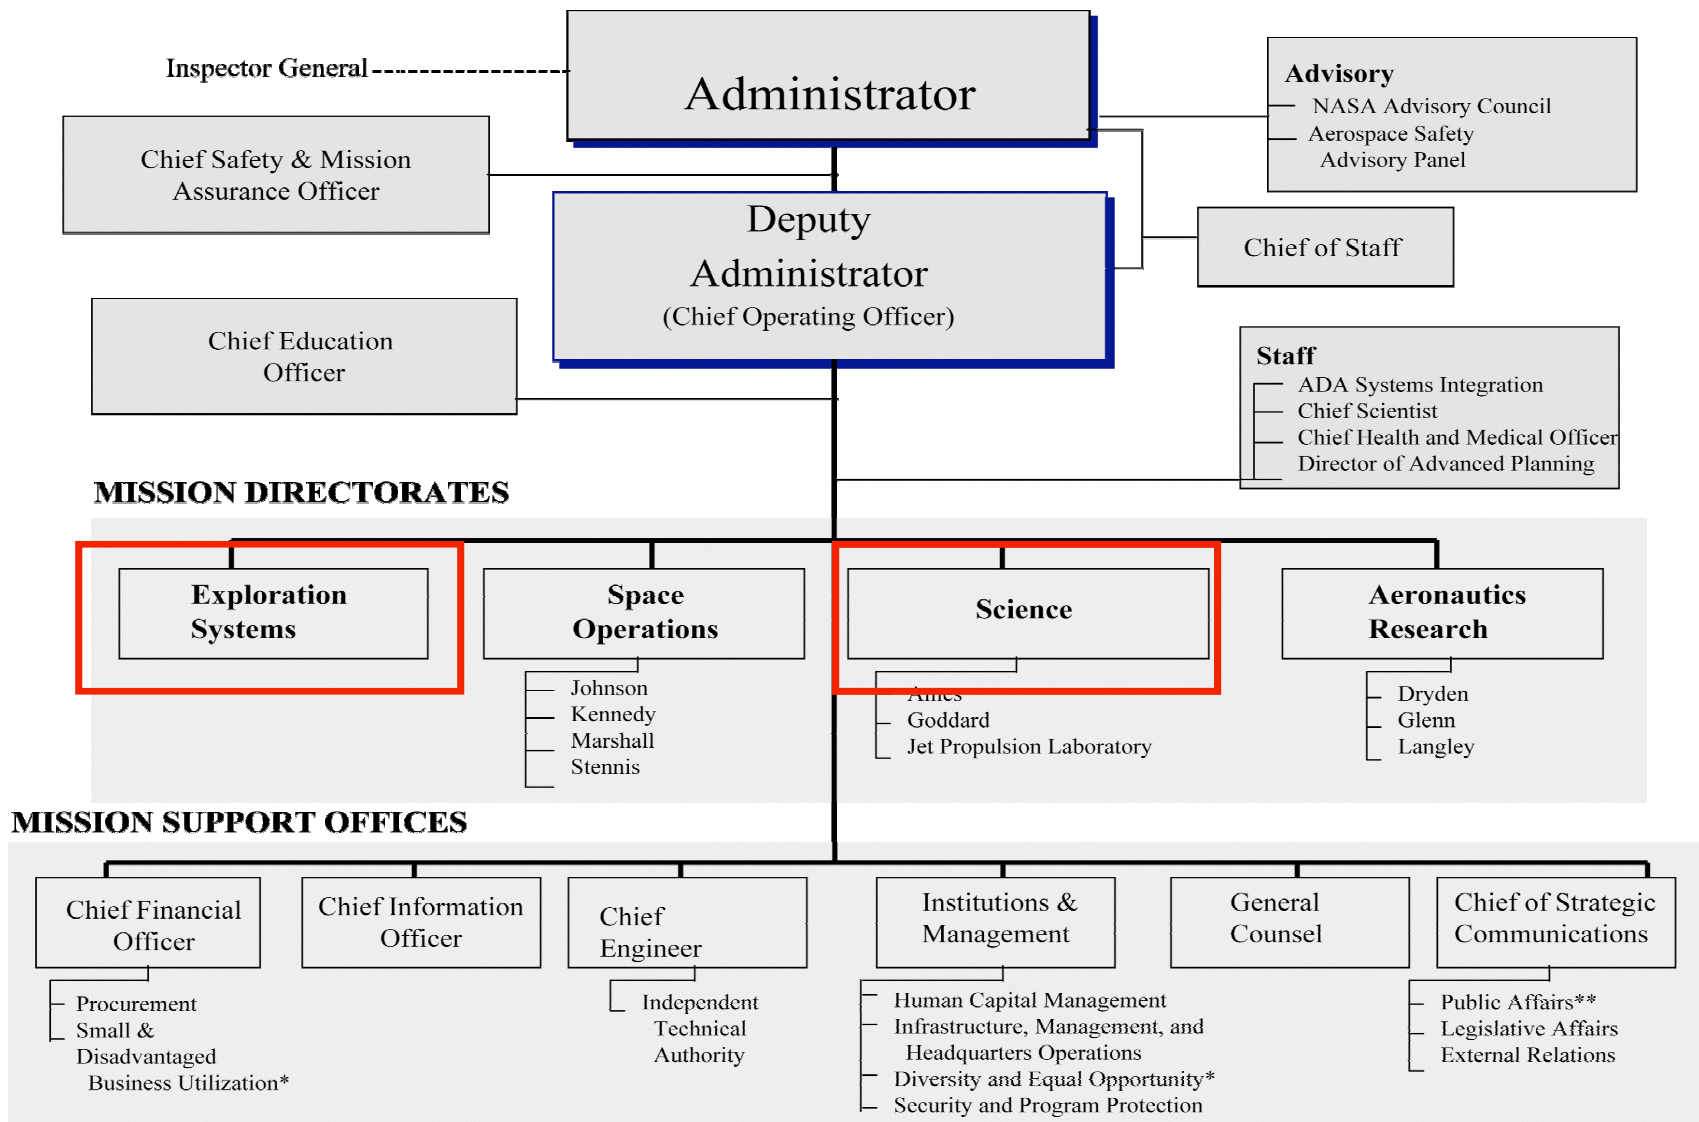 Inspector General
Administrator
Advisory
NASA Advisory Council
Aerospace Safety
Advisory Panel
Chief Safety & Mission
Assurance Officer
Deputy
Administrator
(Chief Operating Officer)
Chief of Staff
Chief Education
Officer
Staff
ADA Systems Integration
Chief Scientist
Chief Health and Medical Officer
Director of Advanced Planning
MISSION DIRECTORATES
Exploration
Systems
Space
Operations
Johnson
Kennedy
Marshall
Stennis
Science
Ames
Goddard
Jet Propulsion Laboratory
Aeronautics
Research
Dryden
Glenn
Langley
MISSION SUPPORT OFFICES
Chief Financial
Officer
Procurement
Small &
Disadvantaged
Business Utilization*
Chief Information
Officer
Chief
Engineer
Independent
Technical
Authority
Institutions &
Management
Human Capital Management
Infrastructure, Management, and
Headquarters Operations
Diversity and Equal Opportunity*
Security and Program Protection
General
Counsel
Chief of Strategic
Communications
Public Affairs**
Legislative Affairs
External Relations